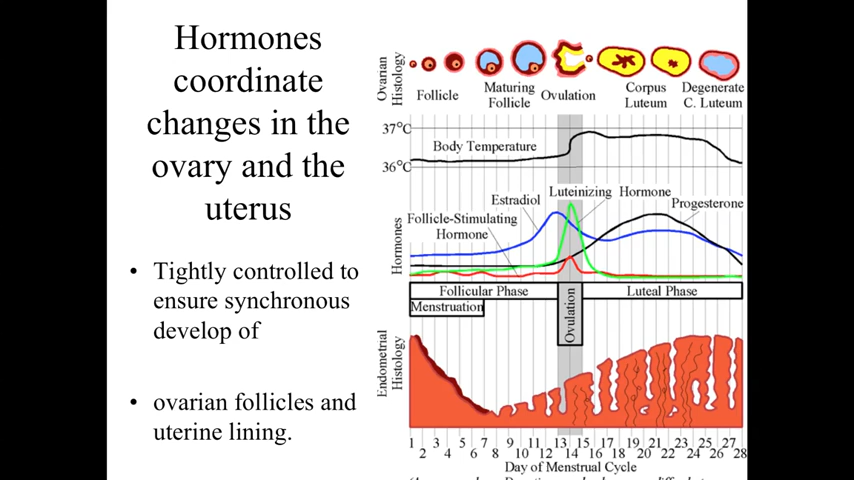 Hormones
coordinate
changes in the
ovary and the
uterus
• Tightly controlled to
ensure synchronous
develop of
• ovarian follicles and
uterine lining.
Ovarian
Histology
Follicle
Maturing
Follicle
Ovulation
Corpus
Luteum
Degenerate
C. Luteum
37°C
Body Temperature
36°C
Hormones
Luteinizing Hormone
Estradiol
Progesterone
Follicle-Stimulating
Hormone
Follicular Phase
Luteal Phase
Menstruation
Ovulation
Endometrial
Histology
1 3 5 7 9 11 13 15 17 19 21 23 25 27
2 4 6 8 10 12 14 16 18 20 22 24 26 28
Day of Menstrual Cycle